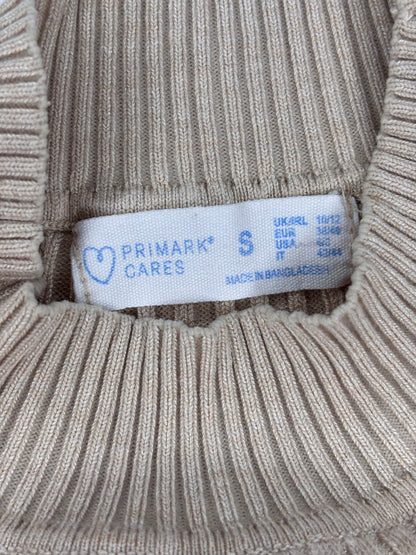 PRIMARK®
CARES
S
UK/IRL 10/12
EUR 38/40
USA 6/8
IT 42/44
MADE IN BANGLADESH